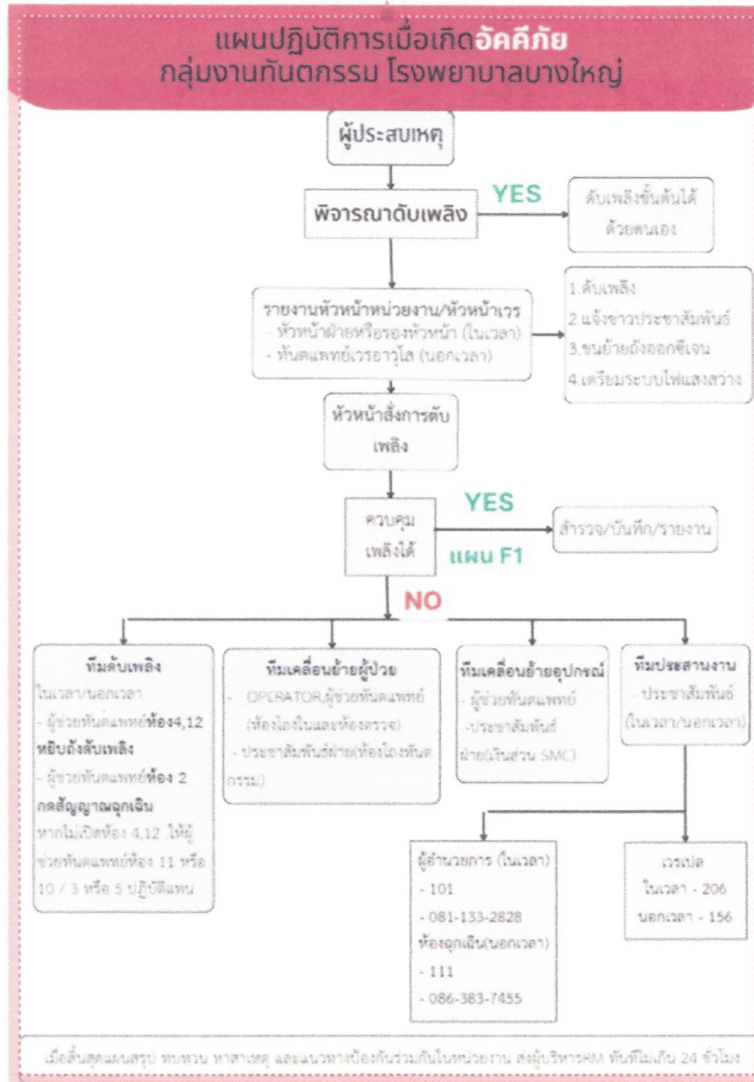 แผนปฏิบัติการเมื่อเกิดอัคคีภัย
กลุ่มงานทันตกรรม โรงพยาบาลบางใหญ่
ผู้ประสบเหตุ
พิจารณาดับเพลิง
YES
ดับเพลิงขั้นต้นได้
ด้วยตนเอง
รายงานหัวหน้าหน่วยงาน/หัวหน้าเวร
- หัวหน้าฝ่ายหรือรองหัวหน้า (ในเวลา)
- ทันตแพทย์เวรอาวุโส (นอกเวลา)
1.ดับเพลิง
2.แจ้งข่าวประชาสัมพันธ์
3.ขนย้ายถังออกซิเจน
4.เตรียมระบบไฟแสงสว่าง
หัวหน้าสั่งการดับ
เพลิง
ควบคุม
เพลิงได้
YES
แผน F1
สำรวจ/บันทึก/รายงาน
NO
ทีมดับเพลิง
ในเวลา/นอกเวลา
- ผู้ช่วยทันตแพทย์ห้อง4,12
หยิบถังดับเพลิง
- ผู้ช่วยทันตแพทย์ห้อง 2
กดสัญญาณฉุกเฉิน
หากไม่เปิดห้อง 4,12 ให้ผู้
ช่วยทันตแพทย์ห้อง 11 หรือ
10 / 3 หรือ 5 ปฏิบัติแทน
ทีมเคลื่อนย้ายผู้ป่วย
- OPERATOR,ผู้ช่วยทันตแพทย์
(ห้องโถงในและห้องตรวจ)
- ประชาสัมพันธ์ฝ่าย(ห้องโถงทันต
กรรม)
ทีมเคลื่อนย้ายอุปกรณ์
- ผู้ช่วยทันตแพทย์
-ประชาสัมพันธ์
ฝ่าย(เงินส่วน SMC)
ทีมประสานงาน
- ประชาสัมพันธ์
(ในเวลา/นอกเวลา)
ผู้อำนวยการ (ในเวลา)
- 101
- 081-133-2828
ห้องฉุกเฉิน(นอกเวลา)
- 111
- 086-383-7455
เวรเปล
ในเวลา - 206
นอกเวลา - 156
เมื่อสิ้นสุดแผนสรุป ทบทวน หาสาเหตุ และแนวทางป้องกันร่วมกันในหน่วยงาน ส่งผู้บริหารRM ทันทีไม่เกิน 24 ชั่วโมง